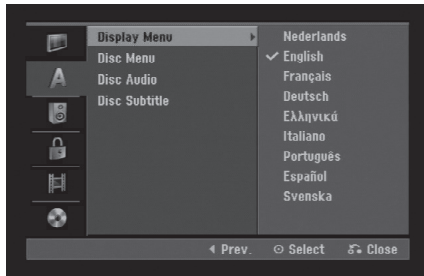 Display Menu
Disc Menu
Disc Audio
Disc Subtitle
Nederlands
English
Français
Deutsch
Ελληνικά
Italiano
Português
Español
Svenska
A
Prev.
Select
Close